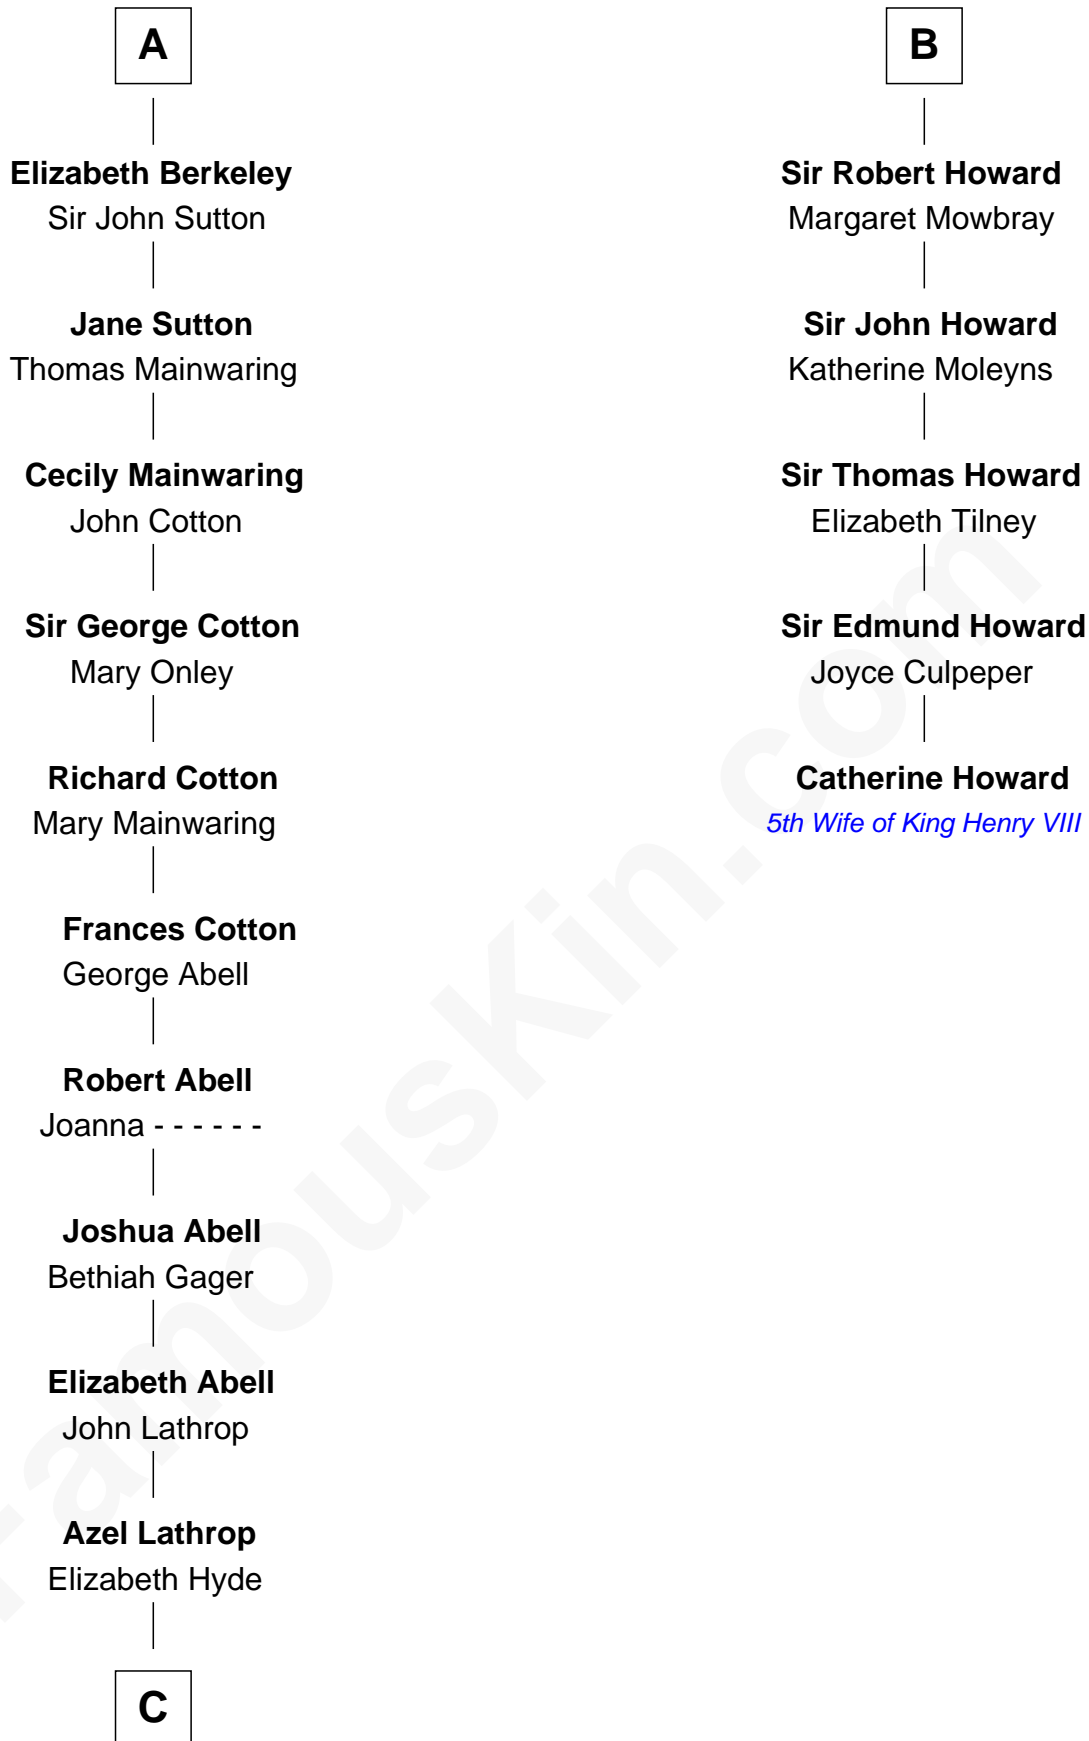 A
Elizabeth Berkeley
Sir John Sutton
Jane Sutton
Thomas Mainwaring
Cecily Mainwaring
John Cotton
Sir George Cotton
Mary Onley
Richard Cotton
Mary Mainwaring
Frances Cotton
George Abell
Robert Abell
Joanna - - - - - -
Joshua Abell
Bethiah Gager
Elizabeth Abell
John Lathrop
Azel Lathrop
Elizabeth Hyde
C
B
Sir Robert Howard
Margaret Mowbray
Sir John Howard
Katherine Moleyns
Sir Thomas Howard
Elizabeth Tilney
Sir Edmund Howard
Joyce Culpeper
Catherine Howard
5th Wife of King Henry VIII
FamousKin.com